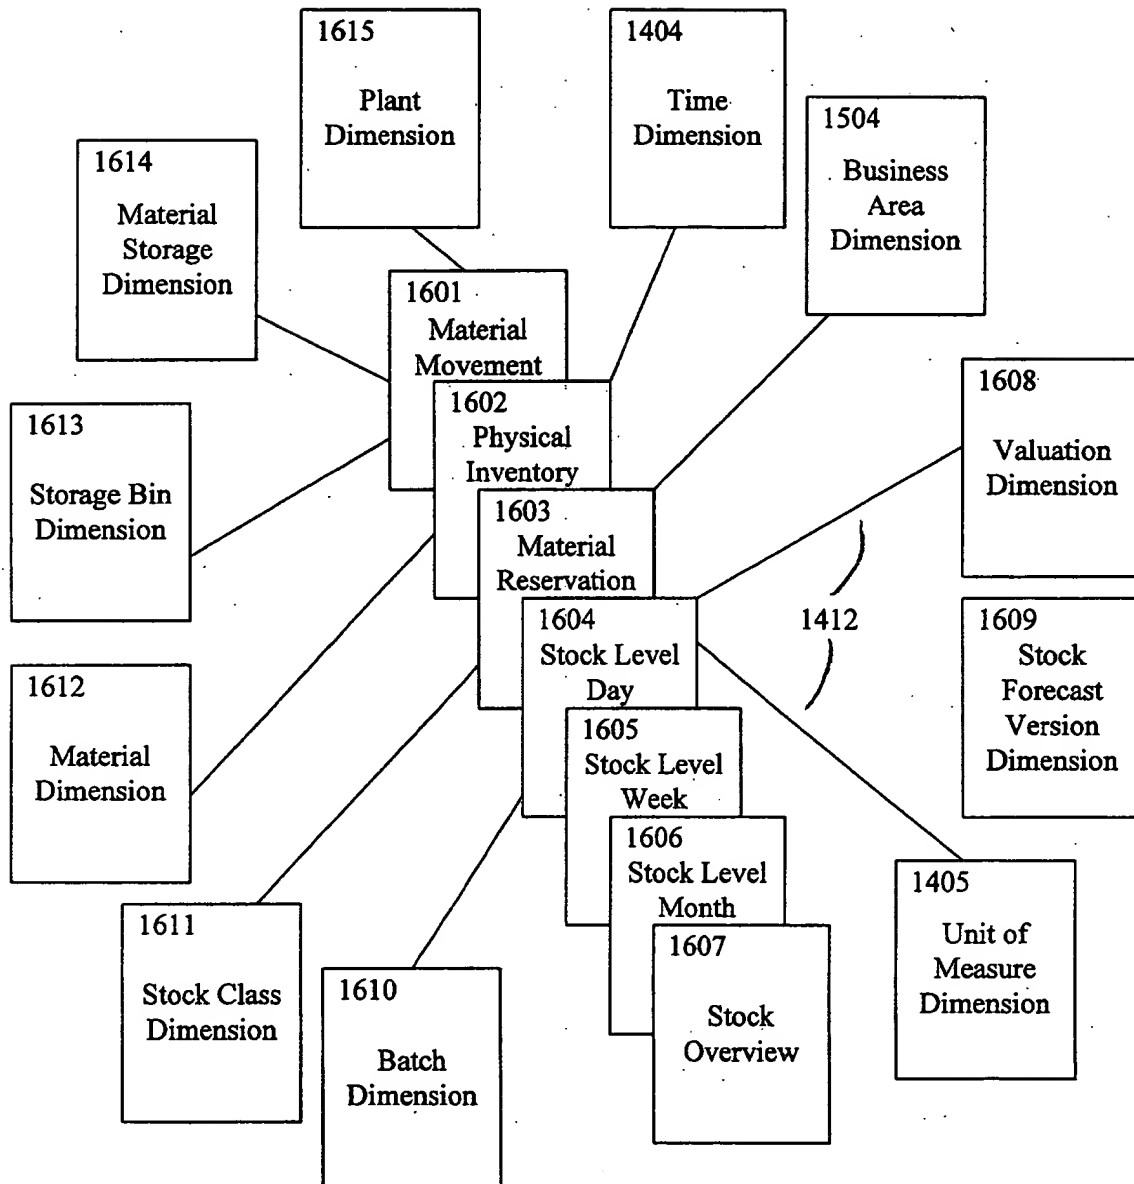 1615
Plant
Dimension
1404
Time
Dimension
1504
Business
Area
Dimension
1614
Material
Storage
Dimension
1601
Material
Movement
1608
Valuation
Dimension
1602
Physical
Inventory
1613
Storage Bin
Dimension
1603
Material
Reservation
1604
Stock Level
Day
1412
1609
Stock
Forecast
Version
Dimension
1612
Material
Dimension
1605
Stock Level
Week
1606
Stock Level
Month
1405
Unit of
Measure
Dimension
1611
Stock Class
Dimension
1607
Stock
Overview
1610
Batch
Dimension